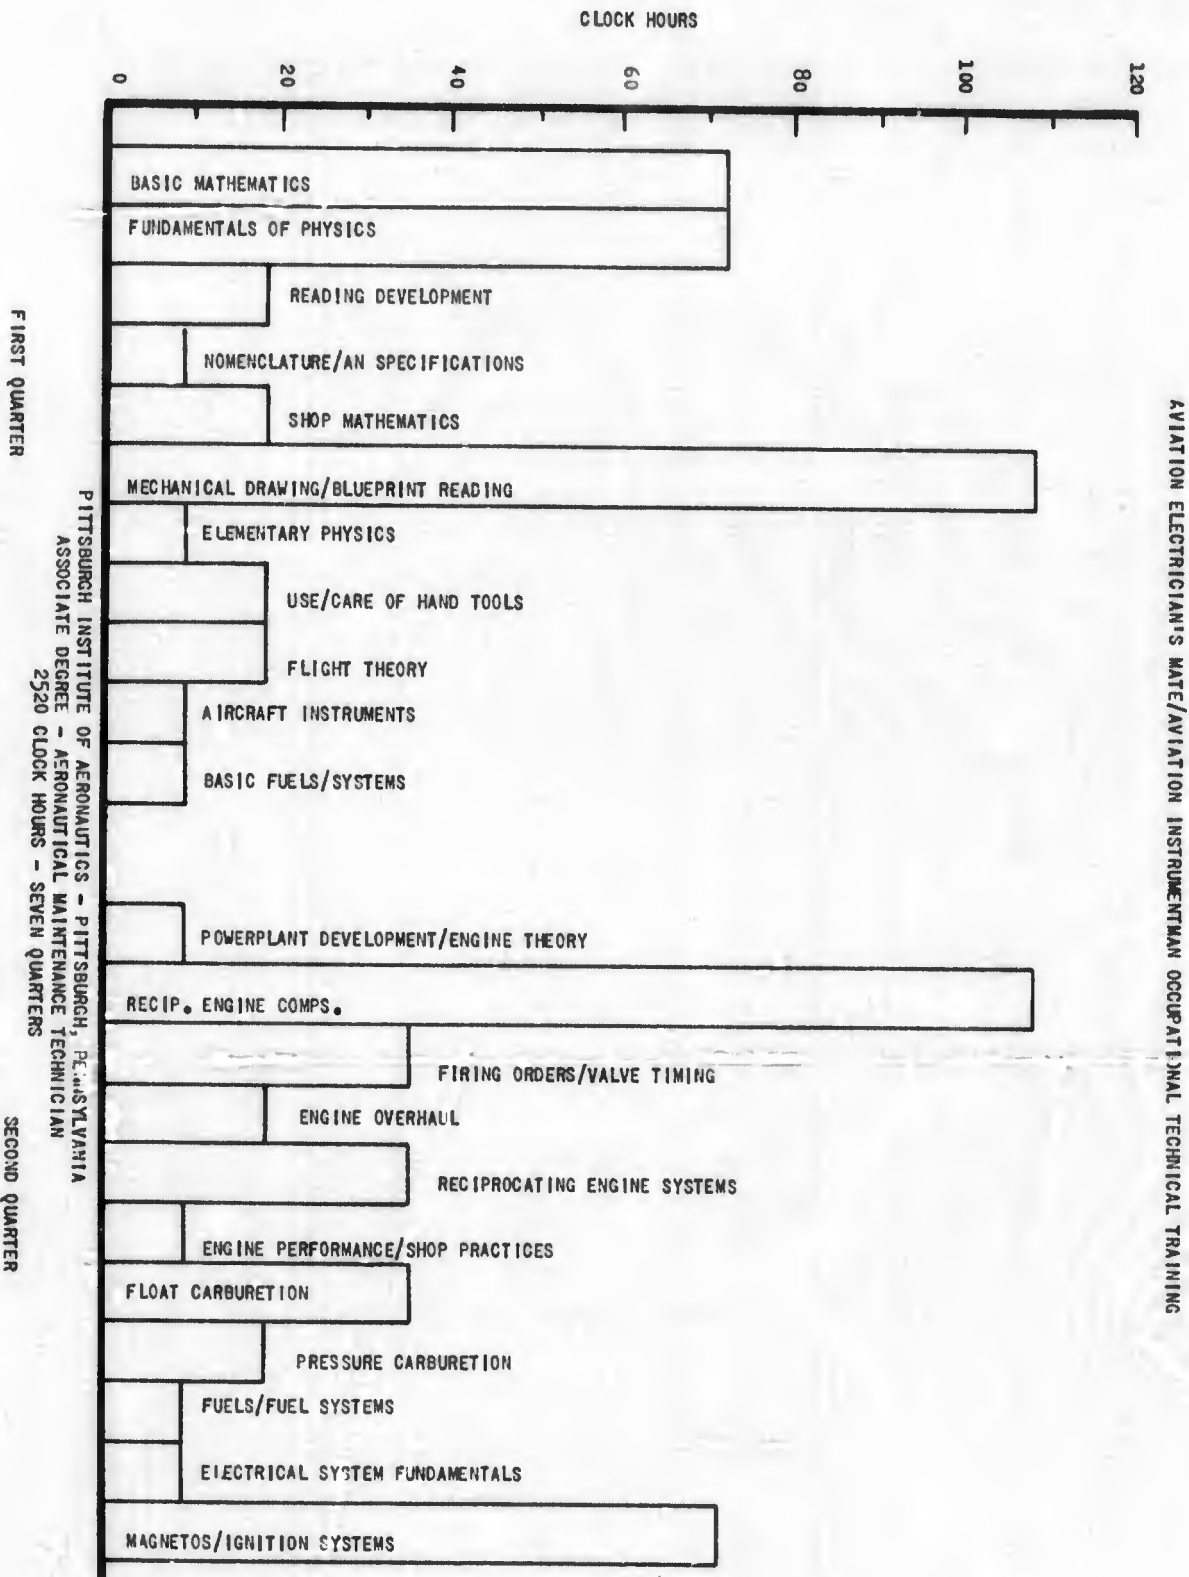 CLOCK HOURS
0
20
40
60
80
100
120
BASIC MATHEMATICS
FUNDAMENTALS OF PHYSICS
READING DEVELOPMENT
NOMENCLATURE/AN SPECIFICATIONS
SHOP MATHEMATICS
MECHANICAL DRAWING/BLUEPRINT READING
ELEMENTARY PHYSICS
USE/CARE OF HAND TOOLS
FLIGHT THEORY
AIRCRAFT INSTRUMENTS
BASIC FUELS/SYSTEMS
POWERPLANT DEVELOPMENT/ENGINE THEORY
RECIP. ENGINE COMPS.
FIRING ORDERS/VALVE TIMING
ENGINE OVERHAUL
RECIPROCATING ENGINE SYSTEMS
ENGINE PERFORMANCE/SHOP PRACTICES
FLOAT CARBURETION
PRESSURE CARBURETION
FUELS/FUEL SYSTEMS
ELECTRICAL SYSTEM FUNDAMENTALS
MAGNETOS/IGNITION SYSTEMS
AVIATION ELECTRICIAN'S MATE/AVIATION INSTRUMENTMAN OCCUPATIONAL TECHNICAL TRAINING
FIRST QUARTER
SECOND QUARTER
PITTSBURGH INSTITUTE OF AERONAUTICS - PITTSBURGH, PENNSYLVANIA
ASSOCIATE DEGREE - AERONAUTICAL MAINTENANCE TECHNICIAN
2520 CLOCK HOURS - SEVEN QUARTERS